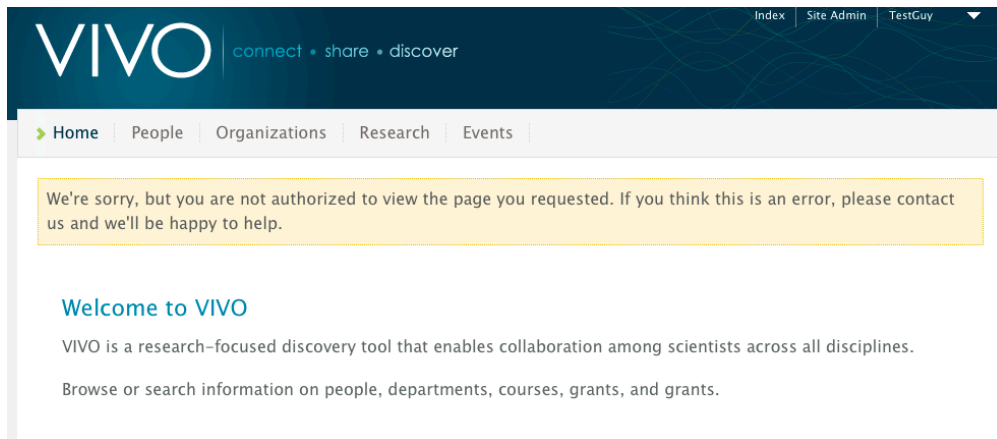 Index Site Admin TestGuy
VIVO connect • share • discover
Home People Organizations Research Events
We're sorry, but you are not authorized to view the page you requested. If you think this is an error, please contact
us and we'll be happy to help.
Welcome to VIVO
VIVO is a research-focused discovery tool that enables collaboration among scientists across all disciplines.
Browse or search information on people, departments, courses, grants, and grants.